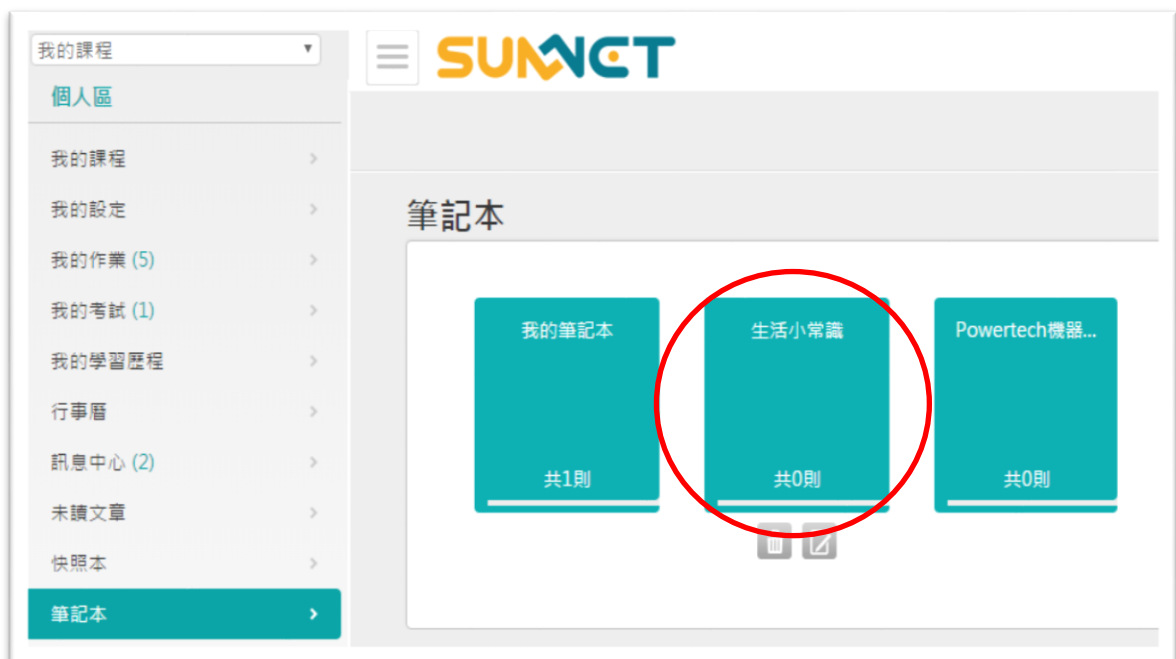 我的課程
SUNNET
個人區
我的課程
我的設定
我的作業 (5)
我的考試 (1)
我的學習歷程
行事曆
訊息中心 (2)
未讀文章
快照本
筆記本
筆記本
我的筆記本
共1則
生活小常識
共0則
Powertech機器...
共0則